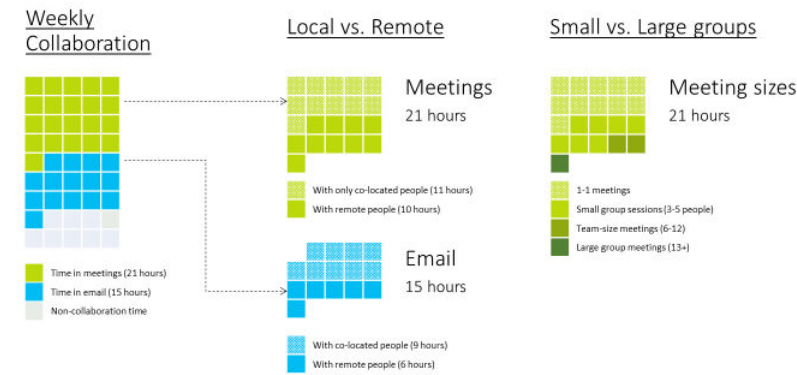 Weekly
Collaboration
Local vs. Remote
Small vs. Large groups
Meetings
21 hours
Meeting sizes
21 hours
With only co-located people (11 hours)
With remote people (10 hours)
1-1 meetings
Small group sessions (3-5 people)
Team-size meetings (6-12)
Large group meetings (13+)
Email
15 hours
Time in meetings (21 hours)
Time in email (15 hours)
Non-collaboration time
With co-located people (9 hours)
With remote people (6 hours)